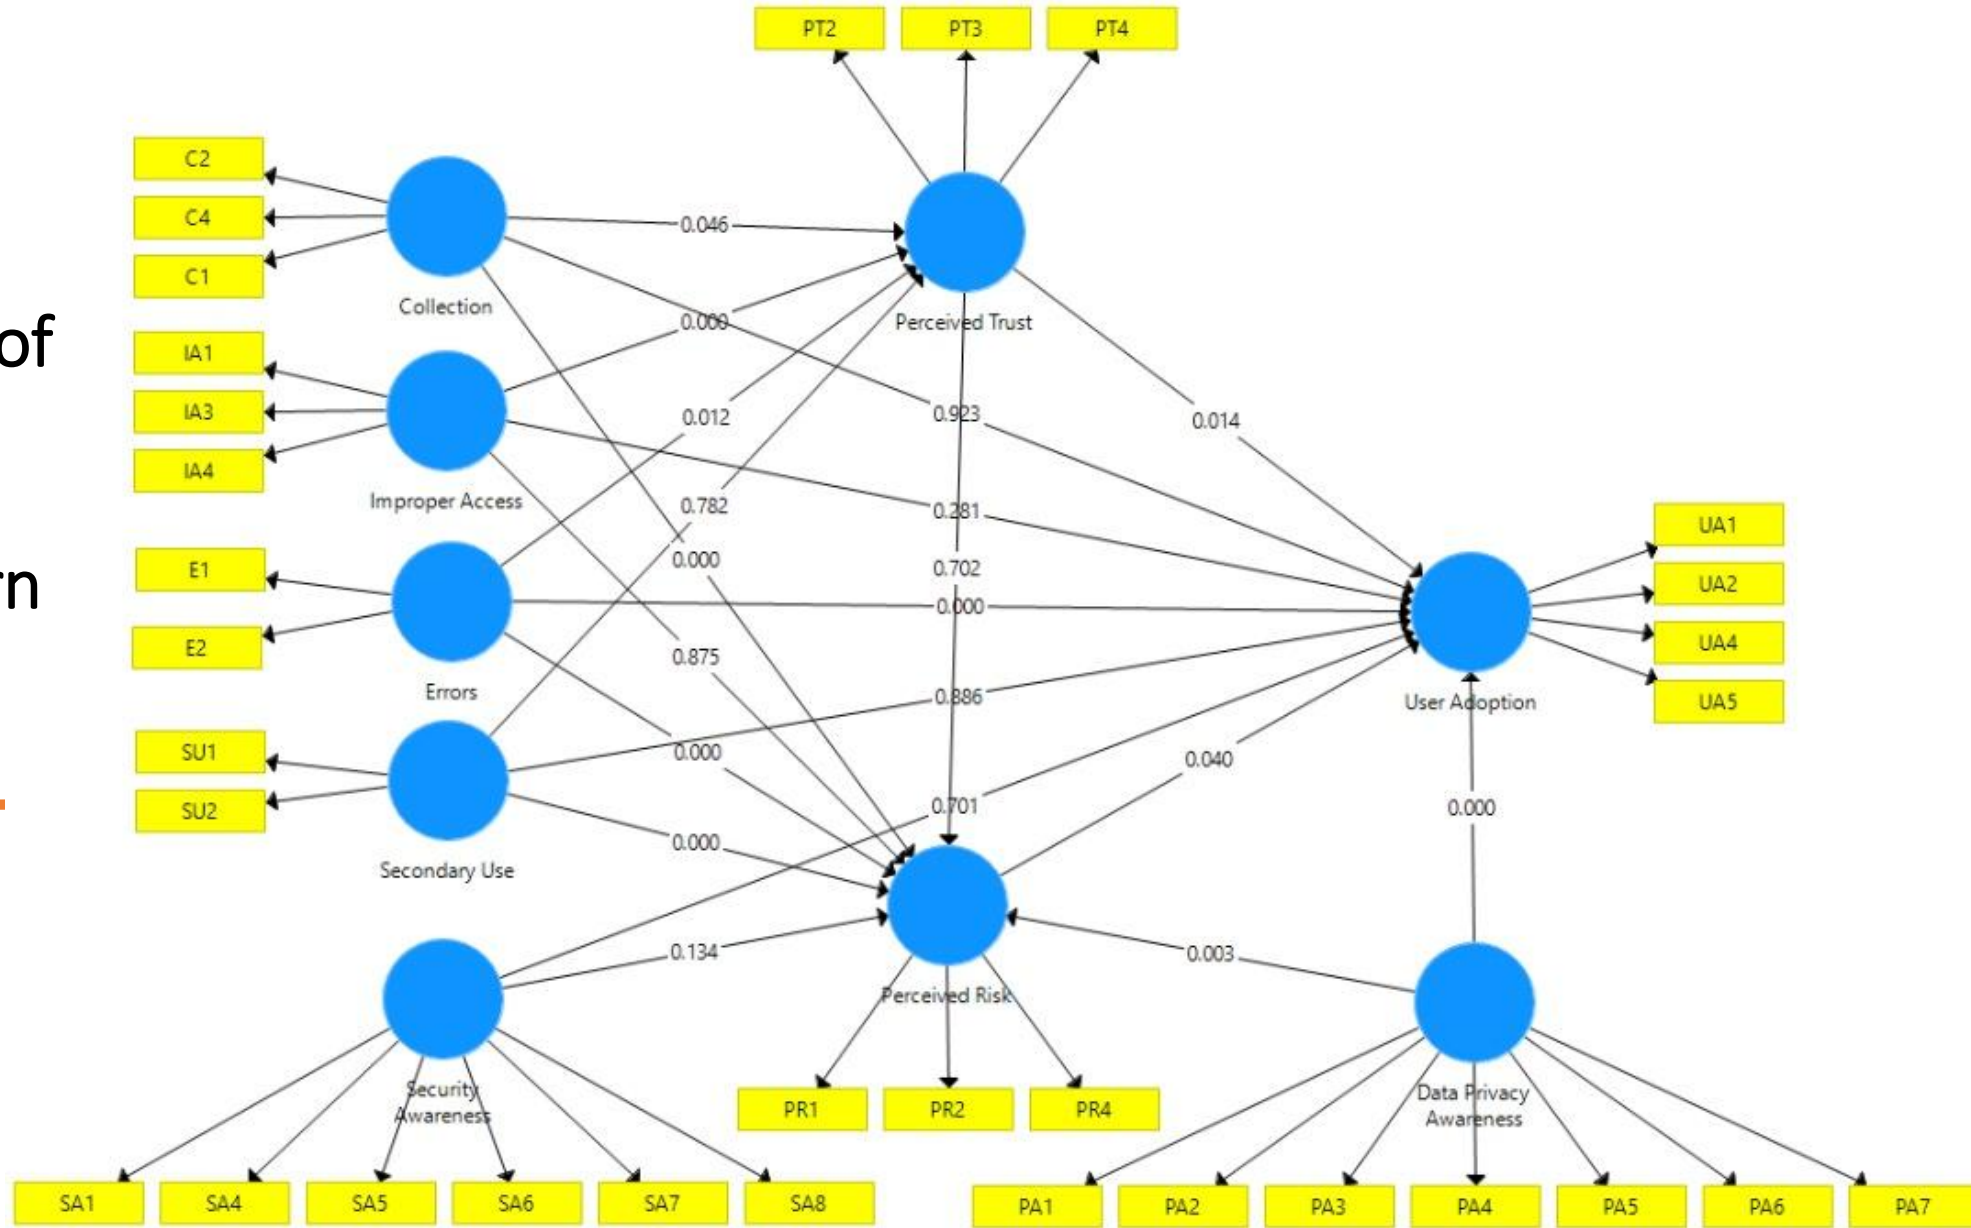 PT2 PT3 PT4
C2
C4
C1
Collection
0.046
Perceived Trust
of
IA1
IA3
IA4
Improper Access
0.000
0.012
0.923
0.014
0.782
0.281
rn
E1
E2
Errors
0.000
0.702
0.000
0.875
UA1
UA2
UA4
UA5
User Adoption
SU1
SU2
Secondary Use
0.886
0.000
0.040
0.701
0.000
0.000
0.134
0.003
Perceived Risk
Security
Awareness
PR1 PR2 PR4
Data Privacy
Awareness
SA1 SA4 SA5 SA6 SA7 SA8
PA1 PA2 PA3 PA4 PA5 PA6 PA7